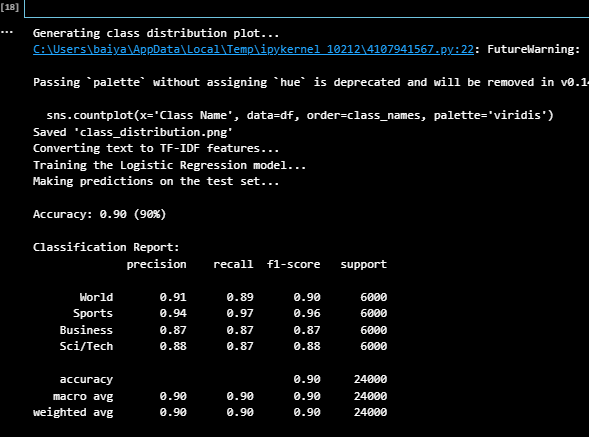 [18]
... Generating class distribution plot...
C:\Users\baiya\AppData\Local\Temp\ipykernel_10212\4107941567.py:22: FutureWarning:
Passing `palette` without assigning `hue` is deprecated and will be removed in v0.14
sns.countplot(x='Class Name', data=df, order=class_names, palette='viridis')
Saved 'class_distribution.png'
Converting text to TF-IDF features...
Training the Logistic Regression model...
Making predictions on the test set...
Accuracy: 0.90 (90%)
Classification Report:
precision recall f1-score support
World 0.91 0.89 0.90 6000
Sports 0.94 0.97 0.96 6000
Business 0.87 0.87 0.87 6000
Sci/Tech 0.88 0.87 0.88 6000
accuracy 0.90 24000
macro avg 0.90 0.90 0.90 24000
weighted avg 0.90 0.90 0.90 24000